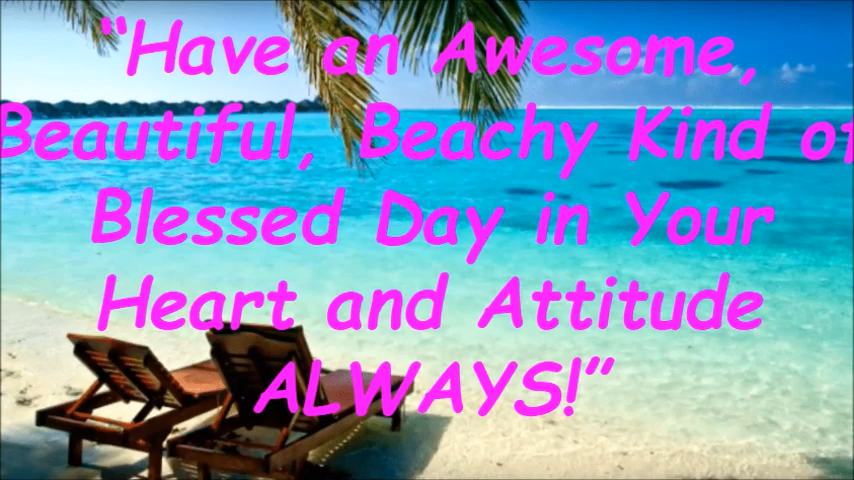 “Have an Awesome,
Beautiful, Beachy Kind of
Blessed Day in Your
Heart and Attitude
ALWAYS!”